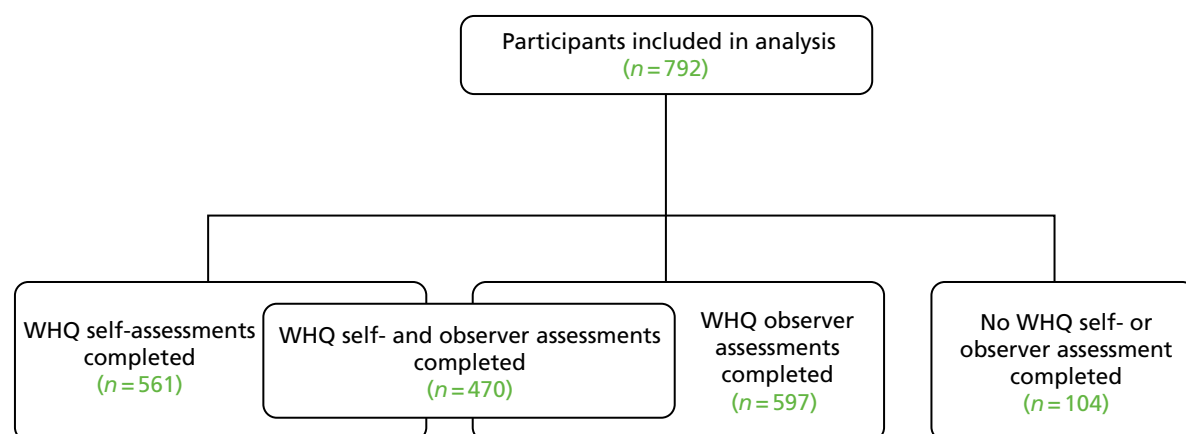 Participants included in analysis
(n=792)
WHQ self-assessments
completed
(n=561)
WHQ self- and observer assessments
completed
(n=470)
WHQ observer
assessments
completed
(n=597)
No WHQ self- or
observer assessment
completed
(n=104)